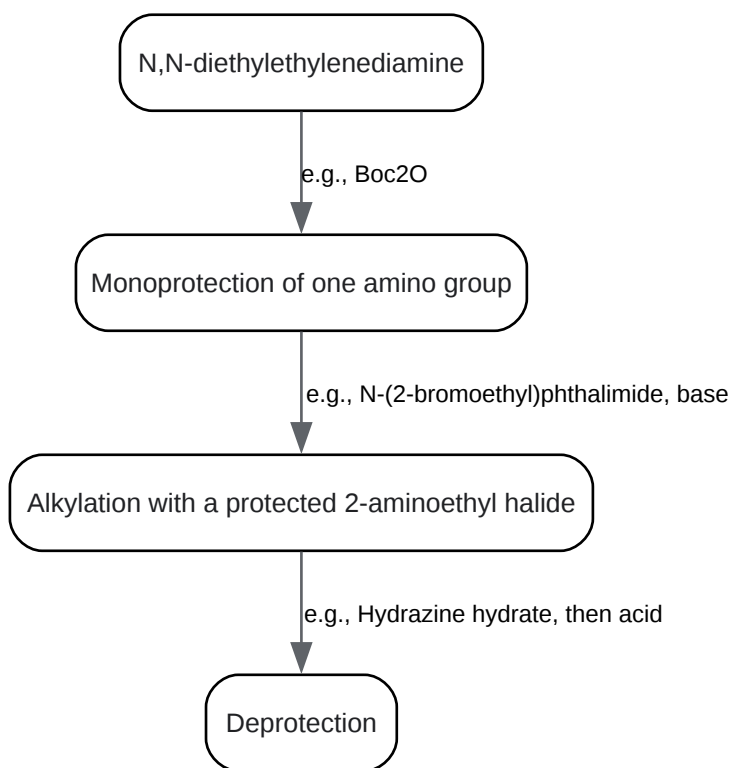 N,N-diethylethylenediamine
e.g., Boc2O
Monoprotection of one amino group
e.g., N-(2-bromoethyl)phthalimide, base
Alkylation with a protected 2-aminoethyl halide
e.g., Hydrazine hydrate, then acid
Deprotection